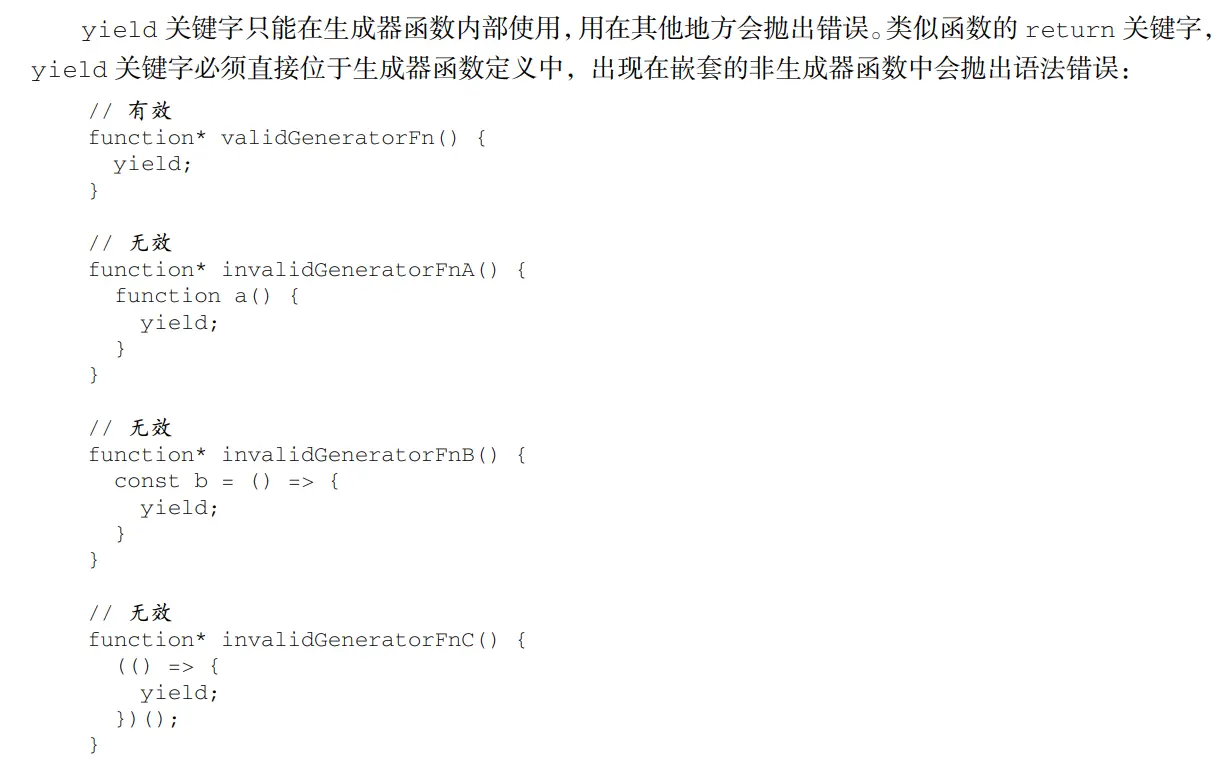 yield 关键字只能在生成器函数内部使用，用在其他地方会抛出错误。类似函数的 return 关键字，
yield 关键字必须直接位于生成器函数定义中，出现在嵌套的非生成器函数中会抛出语法错误：
// 有效
function* validGeneratorFn() {
  yield;
}
// 无效
function* invalidGeneratorFnA() {
  function a() {
    yield;
  }
}
// 无效
function* invalidGeneratorFnB() {
  const b = () => {
    yield;
  }
}
// 无效
function* invalidGeneratorFnC() {
  (() => {
    yield;
  })();
}